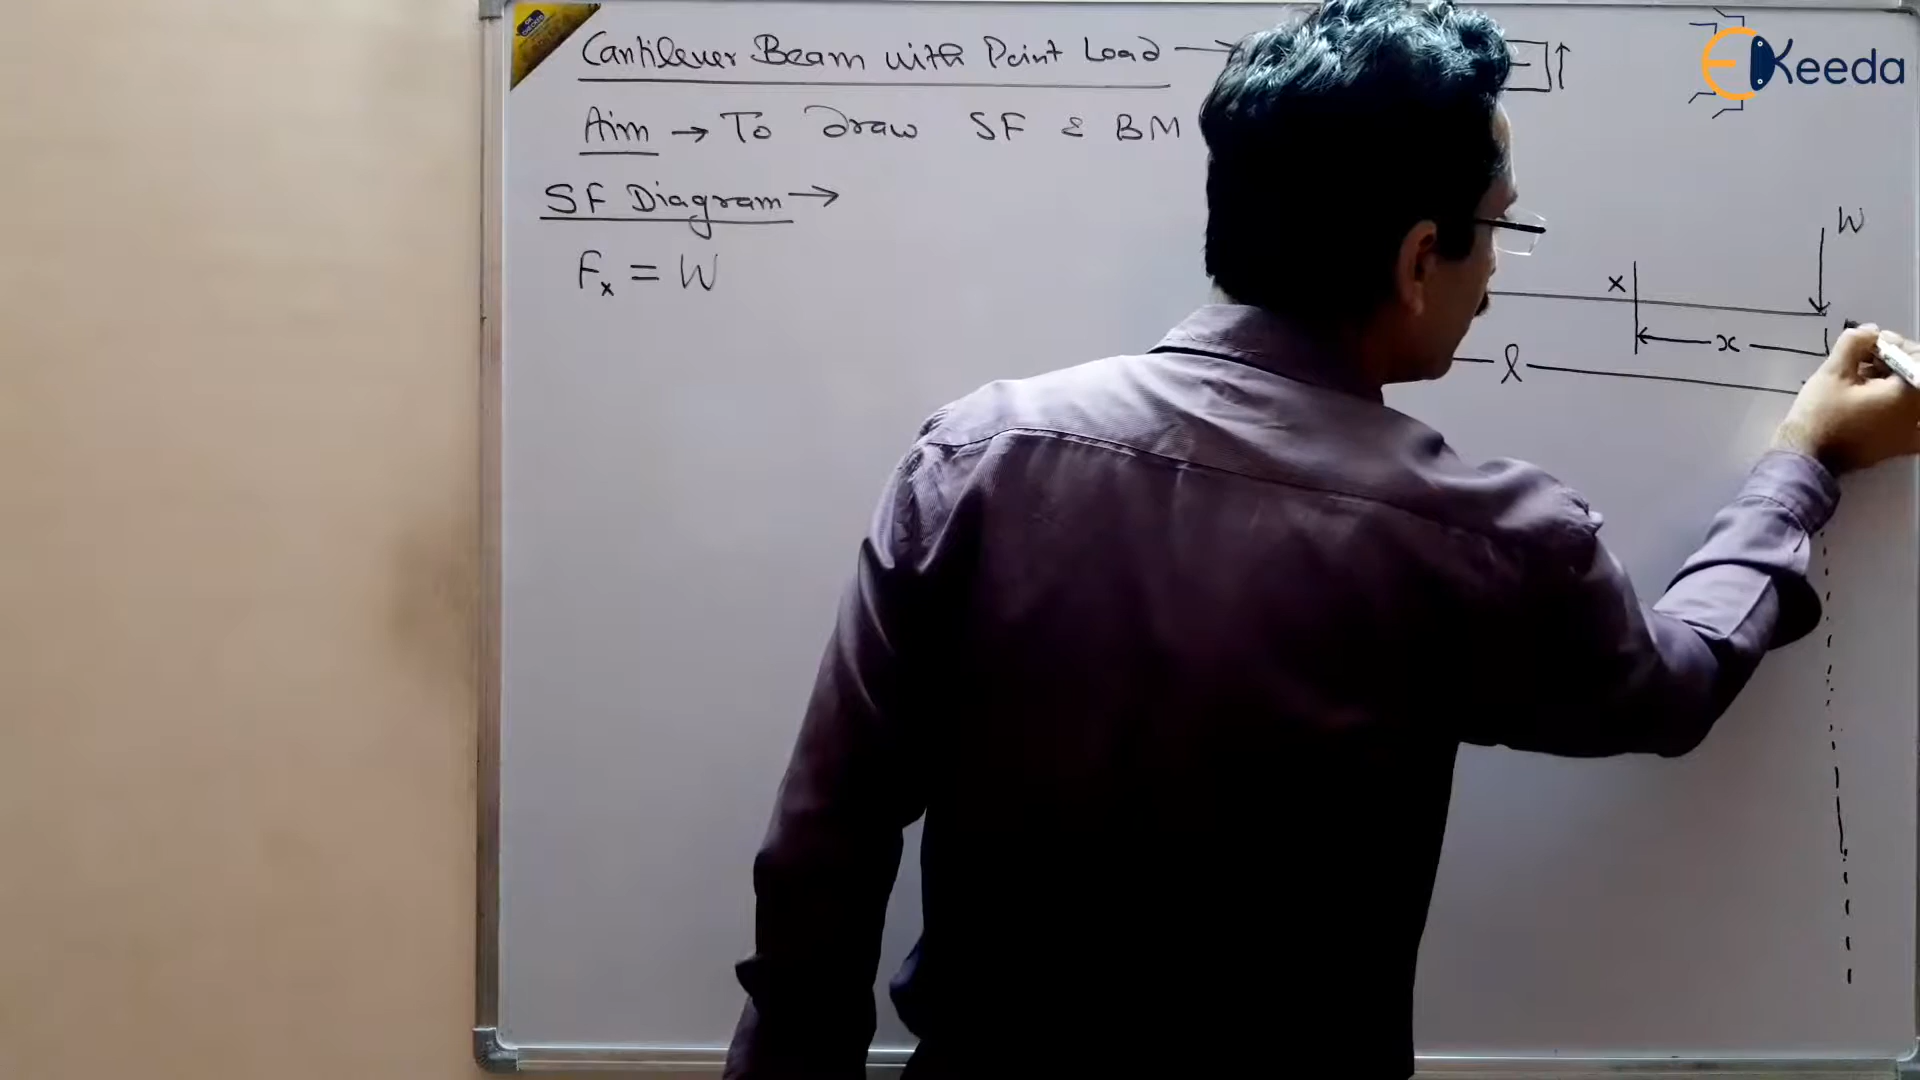 Cantilever Beam with Point Load →
Keeda
Aim → To draw SF & BM
SF Diagram →
Fx = W
W
x
x
l